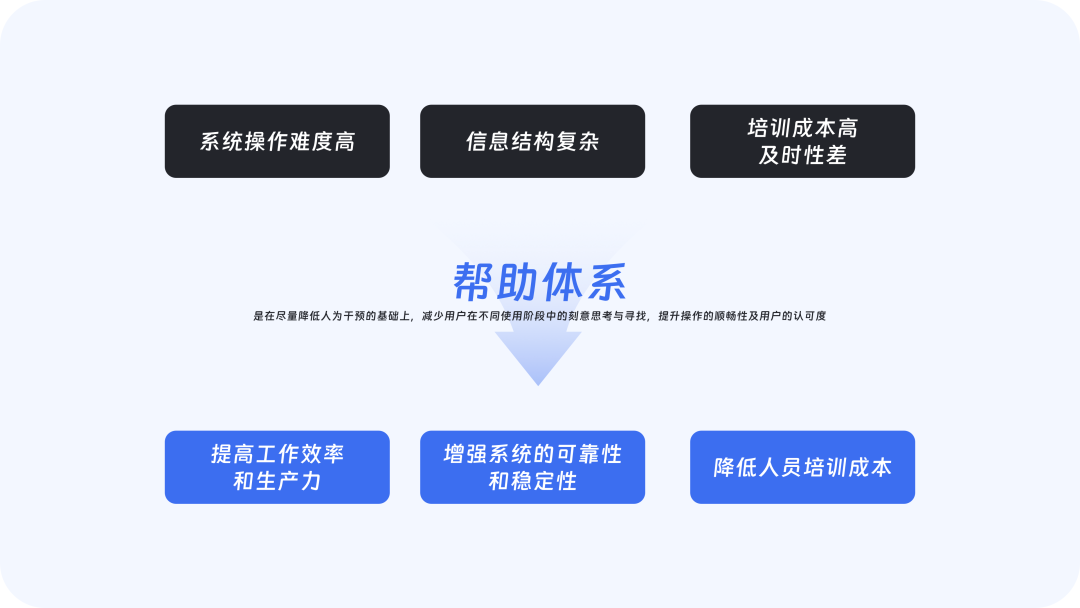 系统操作难度高
信息结构复杂
培训成本高
及时性差
帮助体系
是在尽量降低人为干预的基础上，减少用户在不同使用阶段中的刻意思考与寻找，提升操作的顺畅性及用户的认可度
提高工作效率
和生产力
增强系统的可靠性
和稳定性
降低人员培训成本